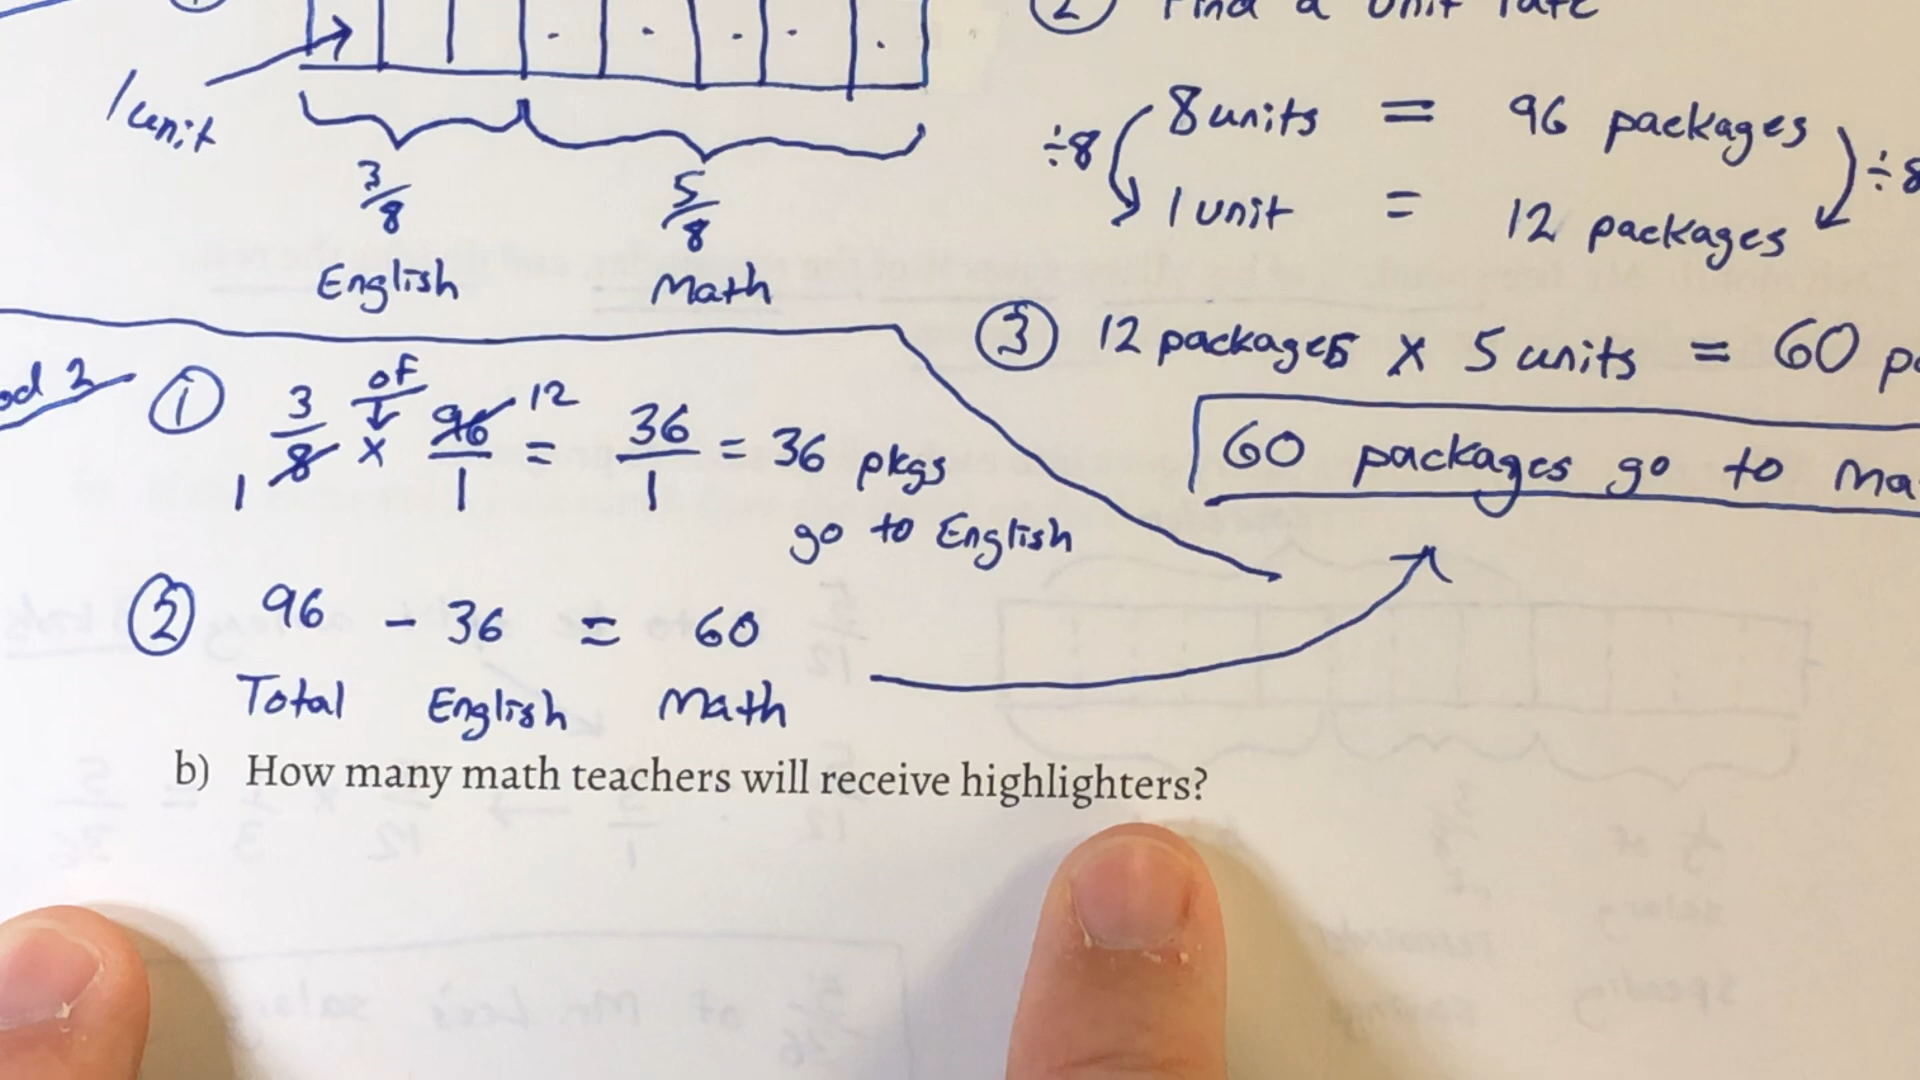 ② Find a unit rate
1 unit
÷8 8 units = 96 packages ÷8
1 unit = 12 packages
3/8 5/8
English Math
③ 12 packages x 5 units = 60
60 packages go to
① 3/8 of x 96/1 12 = 36/1 = 36 pkgs
1
go to English
② 96 - 36 = 60
Total English Math
b) How many math teachers will receive highlighters?